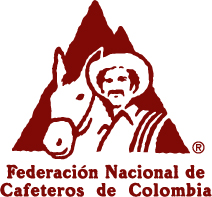 ®
Federación Nacional de
Cafeteros de Colombia